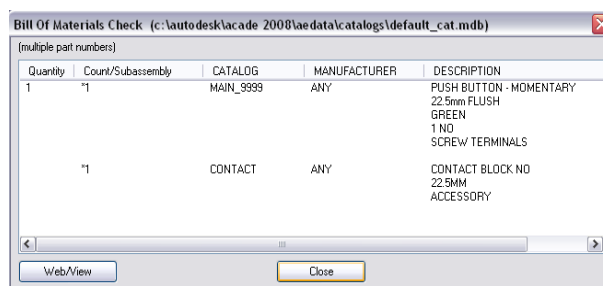 Bill Of Materials Check (c:\autodesk\acade 2008\aedata\catalogs\default_cat.mdb)
(multiple part numbers)
Quantity Count/Subassembly CATALOG MANUFACTURER DESCRIPTION
1 *1 MAIN_9999 ANY PUSH BUTTON - MOMENTARY
22.5mm FLUSH
GREEN
1 NO
SCREW TERMINALS
*1 CONTACT ANY CONTACT BLOCK NO
22.5MM
ACCESSORY
Web/View Close